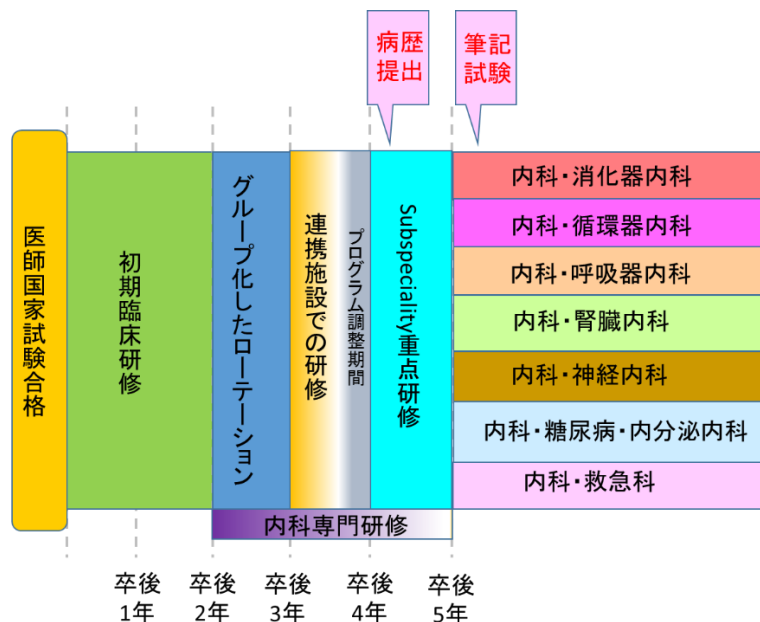 病歴
提出
筆記
試験
医師国家試験合格
初期臨床研修
グループ化したローテーション
連携施設での研修
プログラム調整期間
Subspeciality重点研修
内科・消化器内科
内科・循環器内科
内科・呼吸器内科
内科・腎臓内科
内科・神経内科
内科・糖尿病・内分泌内科
内科・救急科
内科専門研修
卒後
1年
卒後
2年
卒後
3年
卒後
4年
卒後
5年